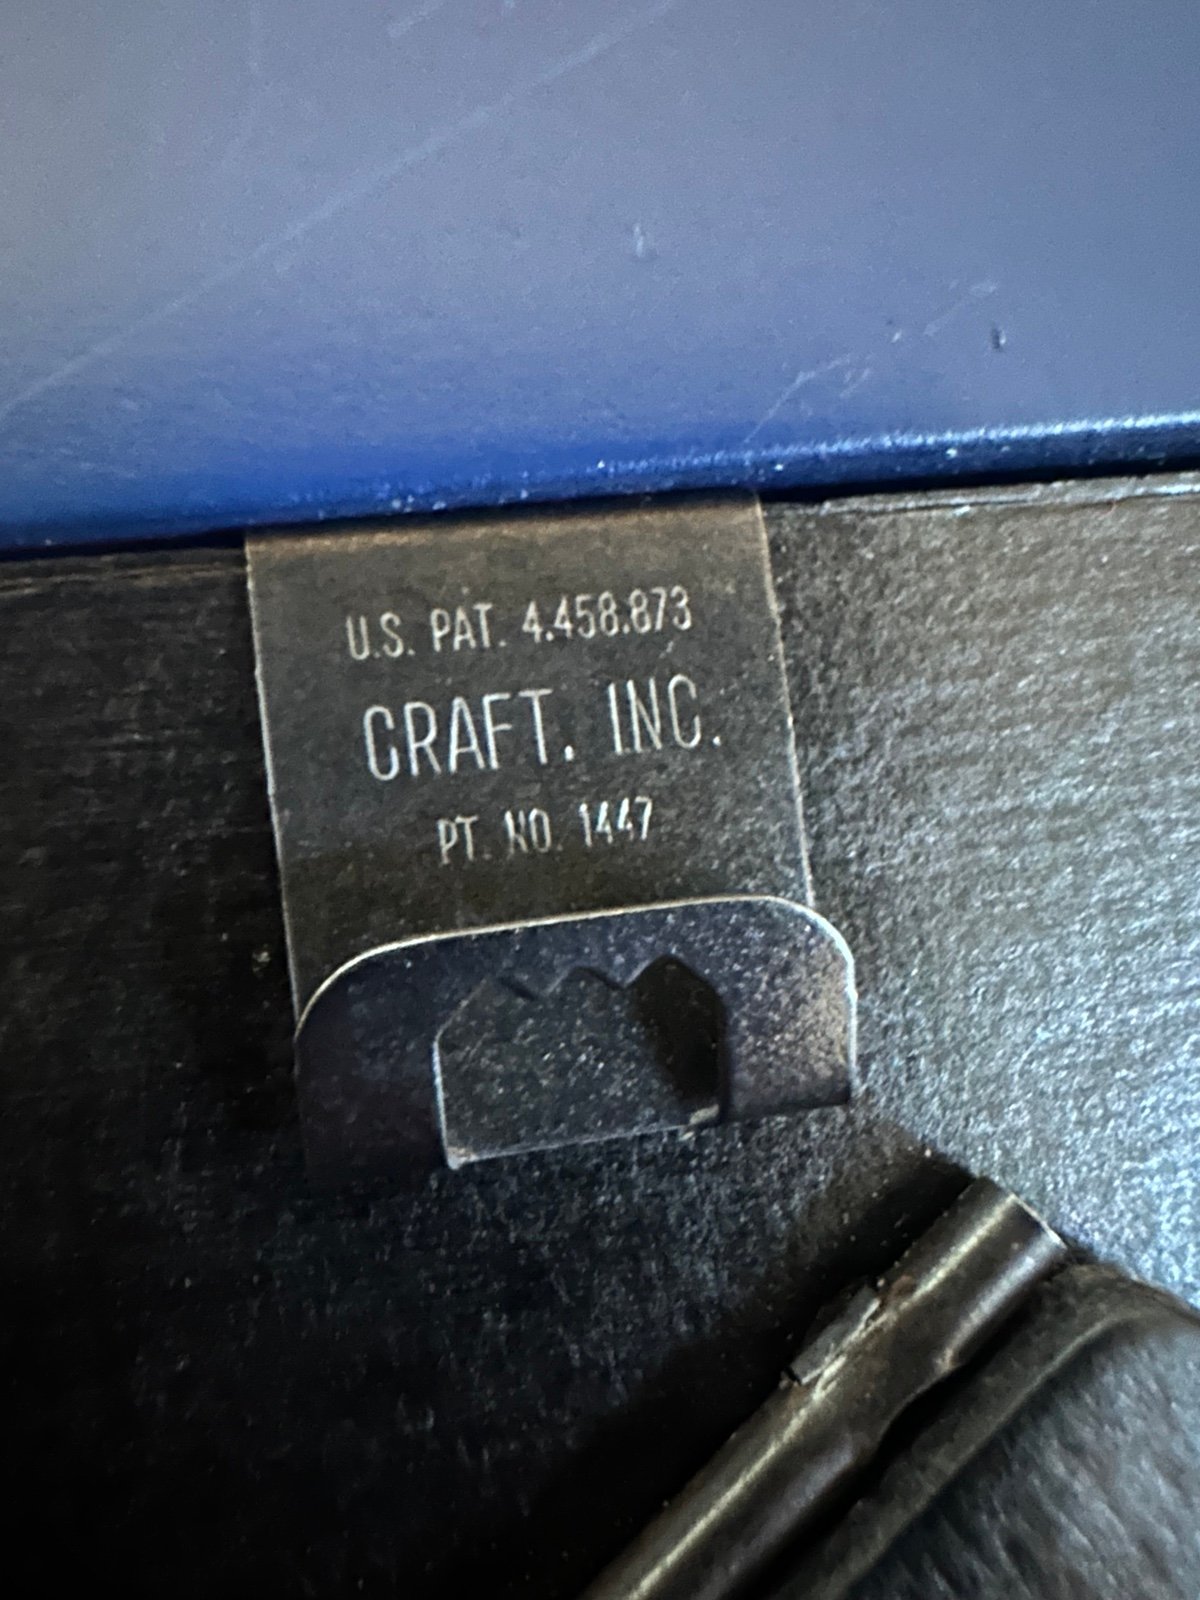 U.S. PAT. 4.458.873
CRAFT. INC.
PT. NO. 1447